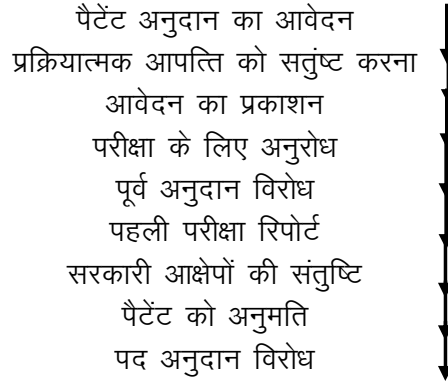 पैटेंट अनुदान का आवेदन
प्रक्रियात्मक आपत्ति को सतुंष्ट करना
आवेदन का प्रकाशन
परीक्षा के लिए अनुरोध
पूर्व अनुदान विरोध
पहली परीक्षा रिपोर्ट
सरकारी आक्षेपों की संतुष्टि
पैटेंट को अनुमति
पद अनुदान विरोध